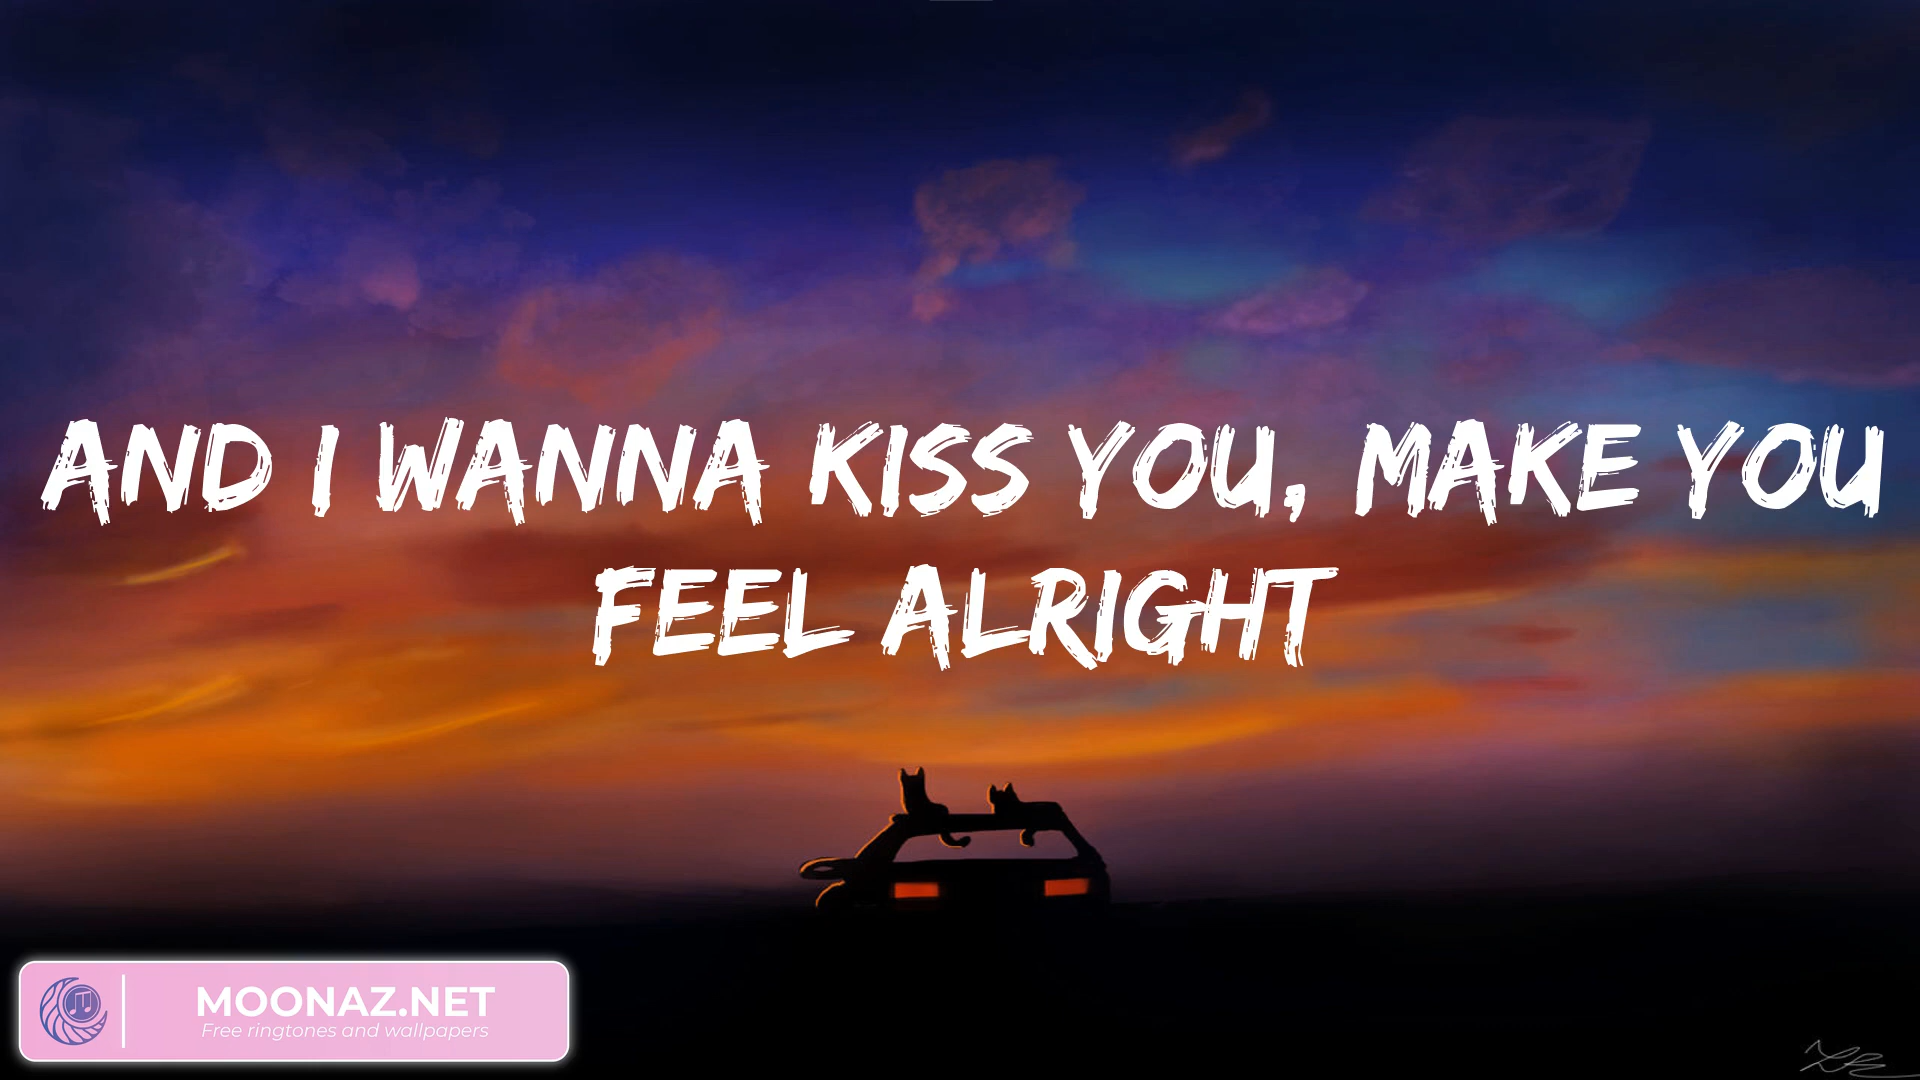 AND I WANNA KISS YOU, MAKE YOU
FEEL ALRIGHT
MOONAZ.NET
Free ringtones and wallpapers